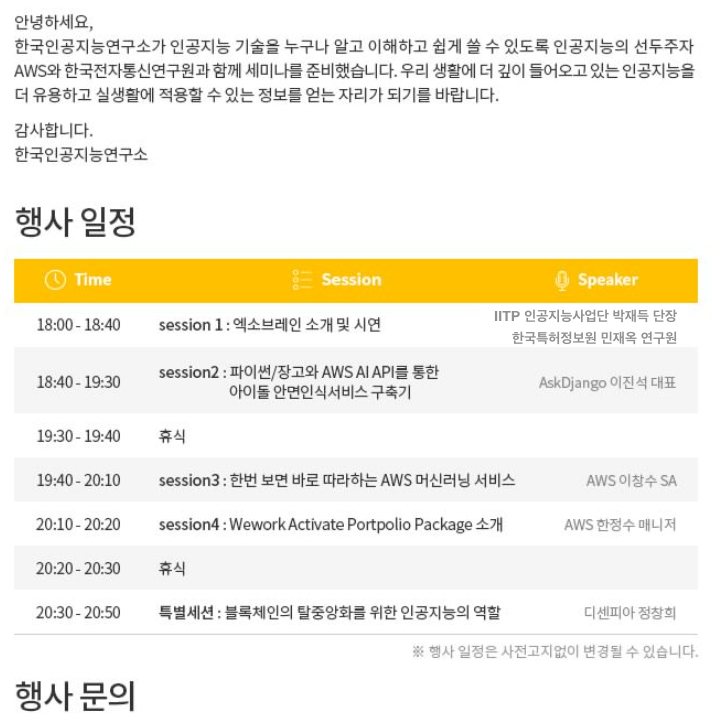 안녕하세요,
한국인공지능연구소가 인공지능 기술을 누구나 알고 이해하고 쉽게 쓸 수 있도록 인공지능의 선두주자
AWS와 한국전자통신연구원과 함께 세미나를 준비했습니다. 우리 생활에 더 깊이 들어오고 있는 인공지능을
더 유용하고 실생활에 적용할 수 있는 정보를 얻는 자리가 되기를 바랍니다.
감사합니다.
한국인공지능연구소
행사 일정
Time Session Speaker
18:00 - 18:40 session 1 : 엑소브레인 소개 및 시연 IITP 인공지능사업단 박재득 단장
한국특허정보원 민재옥 연구원
18:40 - 19:30 session2 : 파이썬/장고와 AWS AI API를 통한 AskDjango 이진석 대표
아이돌 안면인식서비스 구축기
19:30 - 19:40 휴식
19:40 - 20:10 session3 : 한번 보면 바로 따라하는 AWS 머신러닝 서비스 AWS 이창수 SA
20:10 - 20:20 session4 : Wework Activate Portpolio Package 소개 AWS 한정수 매니저
20:20 - 20:30 휴식
20:30 - 20:50 특별세션 : 블록체인의 탈중앙화를 위한 인공지능의 역할 디센피아 정창희
※ 행사 일정은 사전고지없이 변경될 수 있습니다.
행사 문의